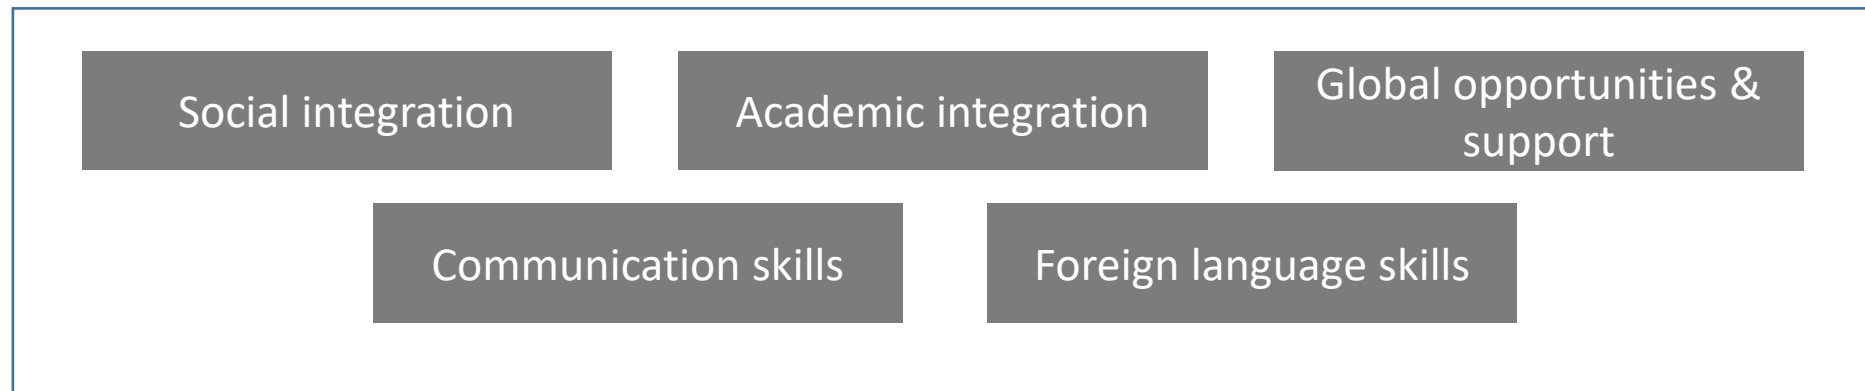 Social integration
Academic integration
Global opportunities &
support
Communication skills
Foreign language skills